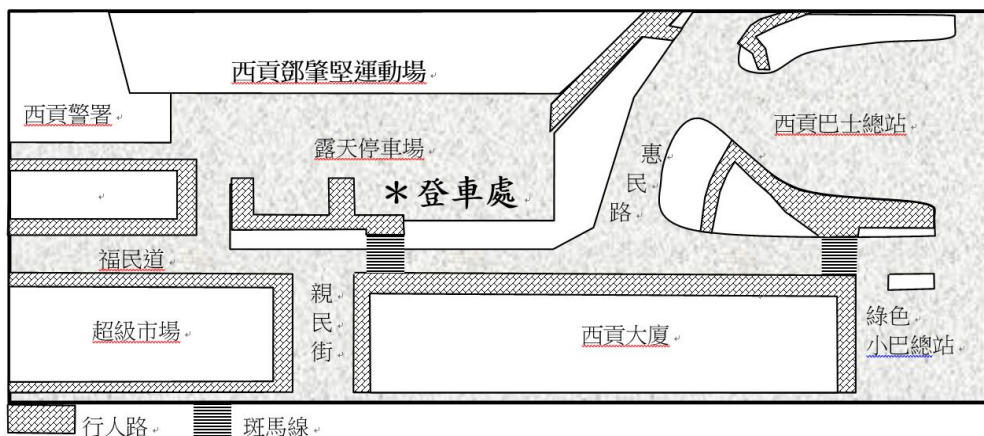 西貢鄧肇堅運動場
西貢警署
西貢巴士總站
露天停車場
惠民路
＊登車處
福民道
親民街
超級市場
西貢大廈
綠色
小巴總站
行人路
斑馬線